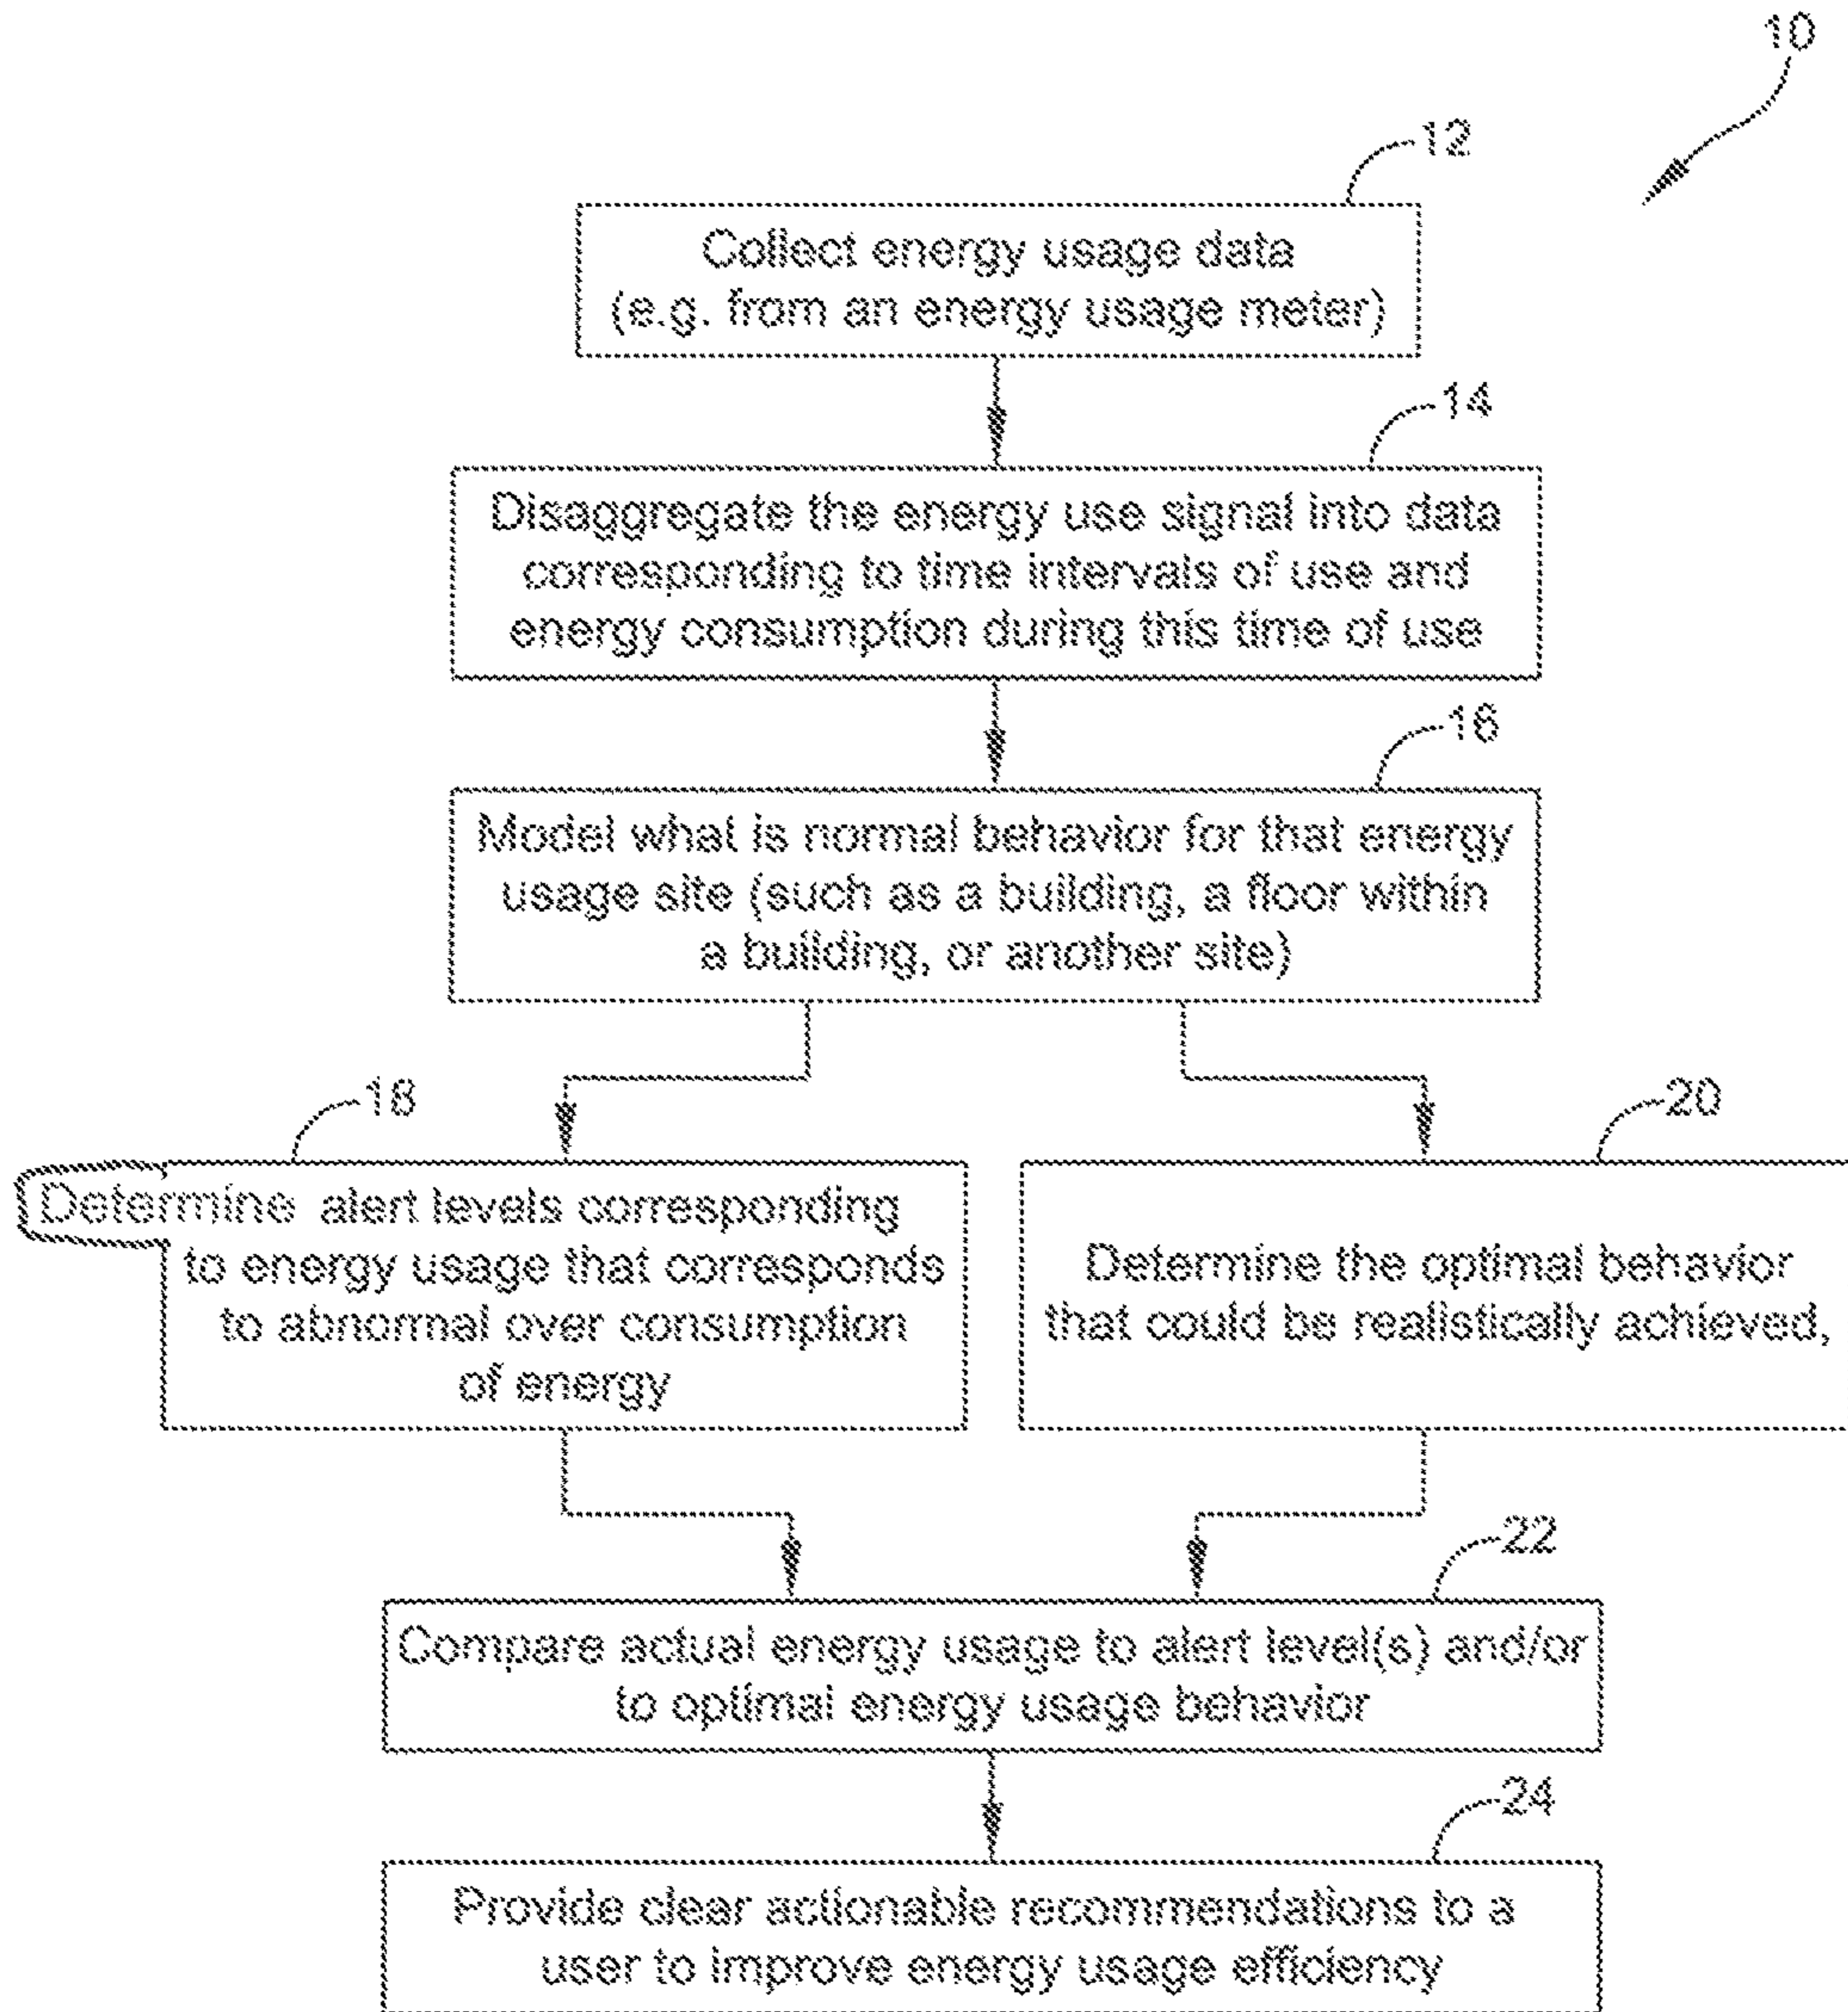 10
12
Collect energy usage data
(e.g. from an energy usage meter)
14
Disaggregate the energy use signal into data
corresponding to time intervals of use and
energy consumption during this time of use
16
Model what is normal behavior for that energy
usage site (such as a building, a floor within
a building, or another site)
18
Determine alert levels corresponding
to energy usage that corresponds
to abnormal over consumption
of energy
20
Determine the optimal behavior
that could be realistically achieved,
22
Compare actual energy usage to alert level(s) and/or
to optimal energy usage behavior
24
Provide clear actionable recommendations to a
user to improve energy usage efficiency